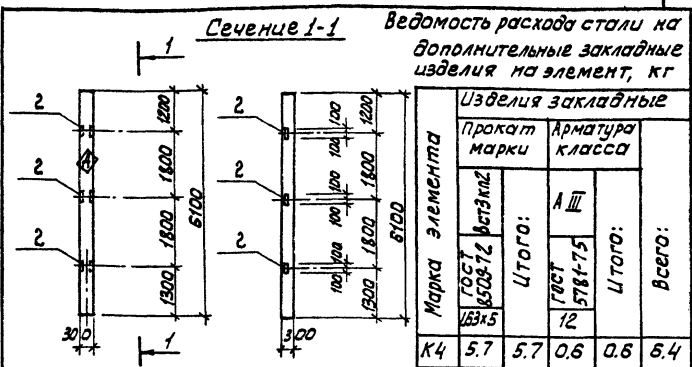 Сечение 1-1
Ведомость расхода стали на
дополнительные закладные
изделия на элемент, кг
1
1
2
2
2
А
1200
1800
1800
1300
6100
300
2
2
2
100
100
100
100
100
100
1200
1800
1800
1300
6100
300
Марка элемента
Изделия закладные
Прокат марки
Арматура класса
ВСт3кп2
АIII
ГОСТ 8509-72
Итого:
ГОСТ 5781-75
Итого:
Всего:
L63×5
12
К4 5.7 5.7 0.6 0.6 6.4